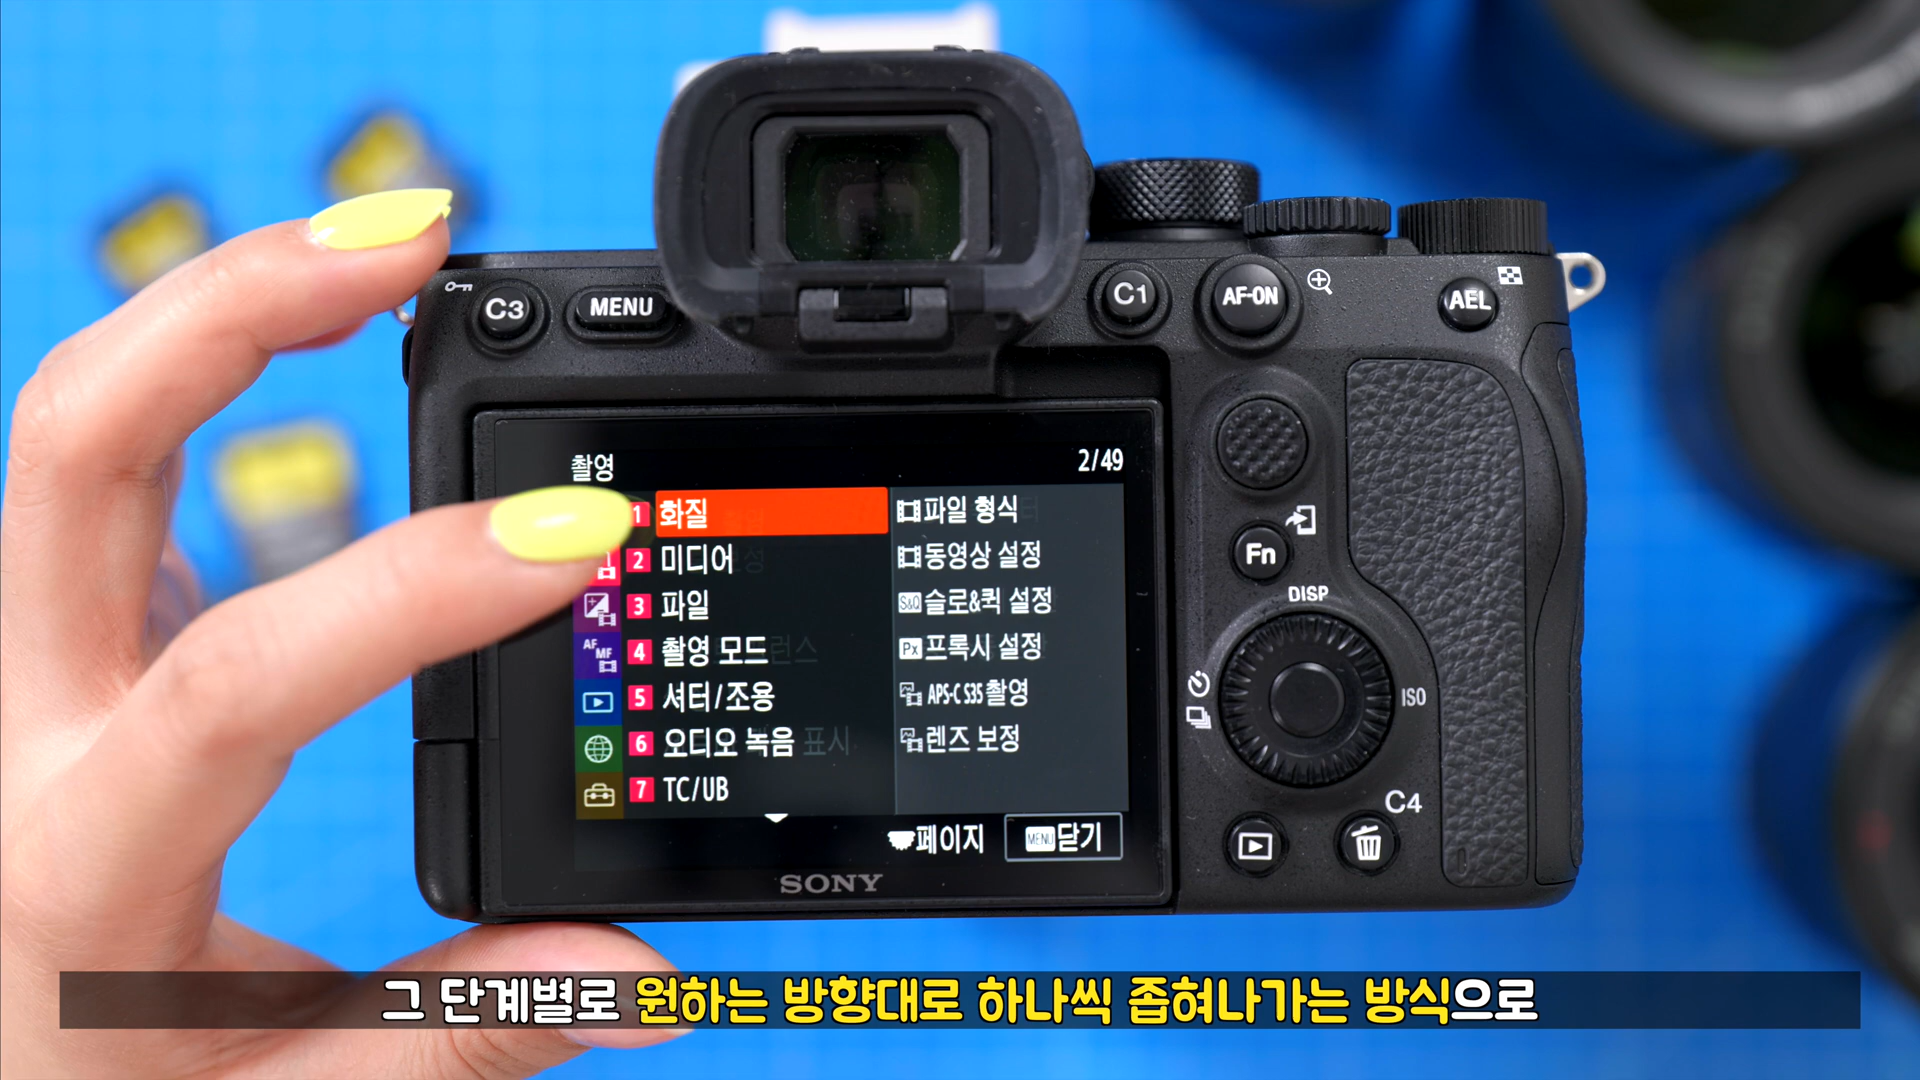 C3
MENU
C1
AF-ON
AEL
촬영
2/49
1 화질
2 미디어
3 파일
4 촬영 모드
5 셔터/조용
6 오디오 녹음
7 TC/UB
AF
MF
파일 형식
동영상 설정
S&Q 슬로&퀵 설정
Px 프록시 설정
APS-C S35 촬영
렌즈 보정
페이지
MENU 닫기
SONY
Fn
DISP
ISO
C4
그 단계별로 원하는 방향대로 하나씩 좁혀나가는 방식으로